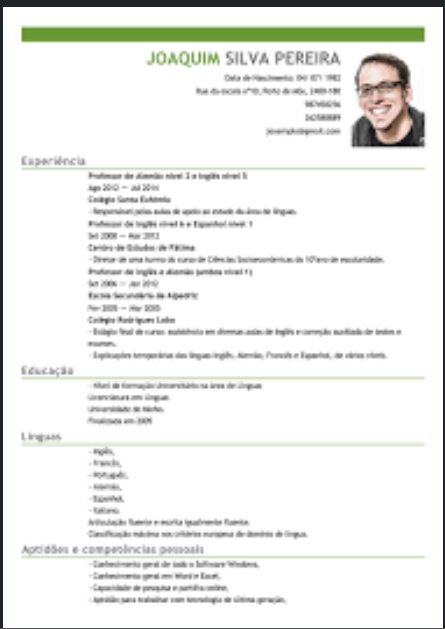 JOAQUIM SILVA PEREIRA
Data de Nascimento: 04/07/1982
Rua da escola nº10, Porto de Mós, 2480-180
Experiência
Professor de Alemão nível 2 e Inglês nível 5
Ago 2012 — Jul 2014
Colégio Santa Eufémia
- Responsável pelas aulas de apoio ao estudo da área de línguas.
Professor de Inglês nível 6 e Espanhol nível 1
Set 2008 — Mar 2012
Centro de Estudos de Fátima
- Diretor de uma turma do curso de Ciências Socioeconómicas do 10ºano de escolaridade.
Professor de Inglês e Alemão (ambos nível 1)
Set 2006 — Jan 2012
Escola Secundária de Alpedriz
Fev 2005 — Mar 2005
Colégio Rodrigues Lobo
- Estágio final de curso: assistência em diversas aulas de Inglês e correção auxiliada de testes e
exames.
- Explicações temporárias das línguas Inglês, Alemão, Francês e Espanhol, de vários níveis.
Educação
- Nível de formação Universitário na área de Línguas
Licenciatura em Línguas
Universidade do Minho
Finalizada em 2005
Línguas
- Inglês,
- Francês,
- Português,
- Alemão,
- Espanhol,
- Italiano.
Articulação fluente e escrita igualmente fluente.
Classificação máxima nos critérios europeus do domínio de língua.
Aptidões e competências pessoais
- Conhecimento geral de todo o Software Windows,
- Conhecimento geral em Word e Excel,
- Capacidade de pesquisa e partilha online,
- Aptidão para trabalhar com tecnologia de última geração,